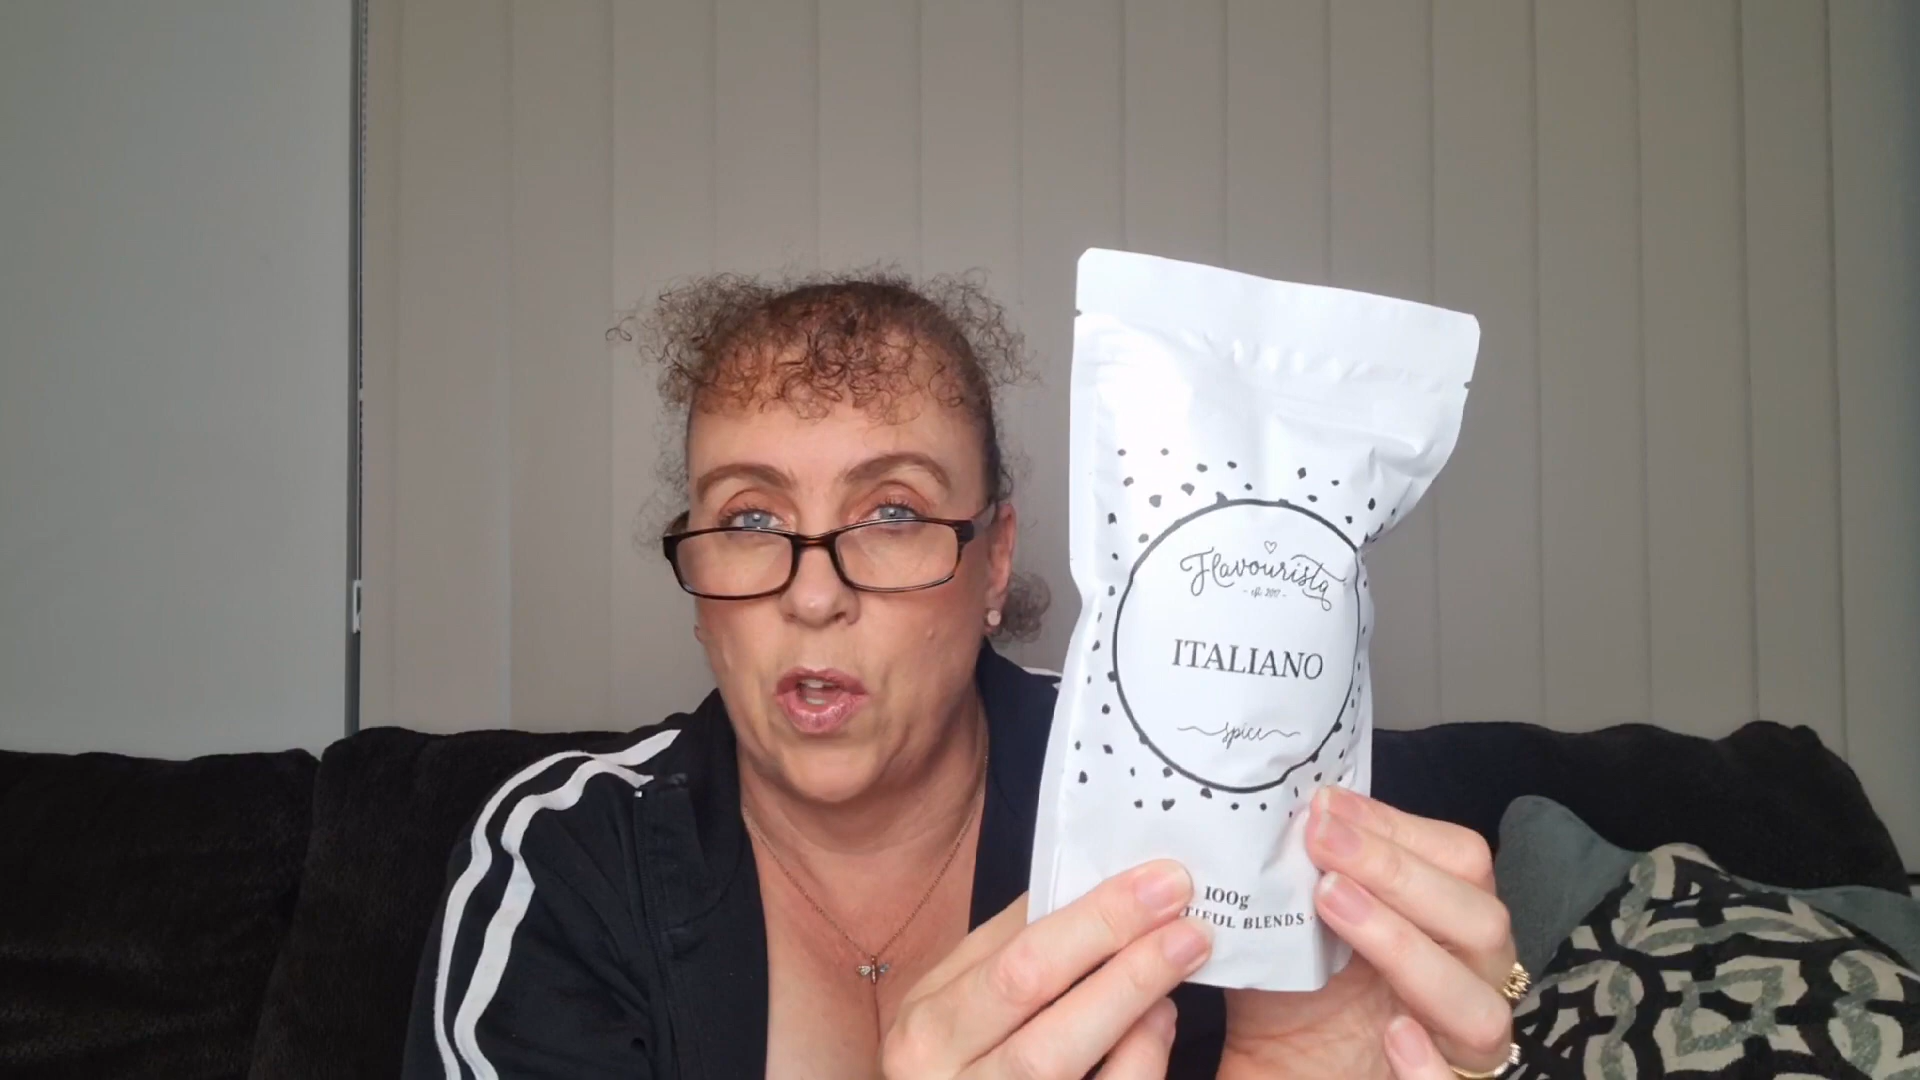 Flavourista
- est. 2017 -
ITALIANO
spice
100g
TIFUL BLENDS